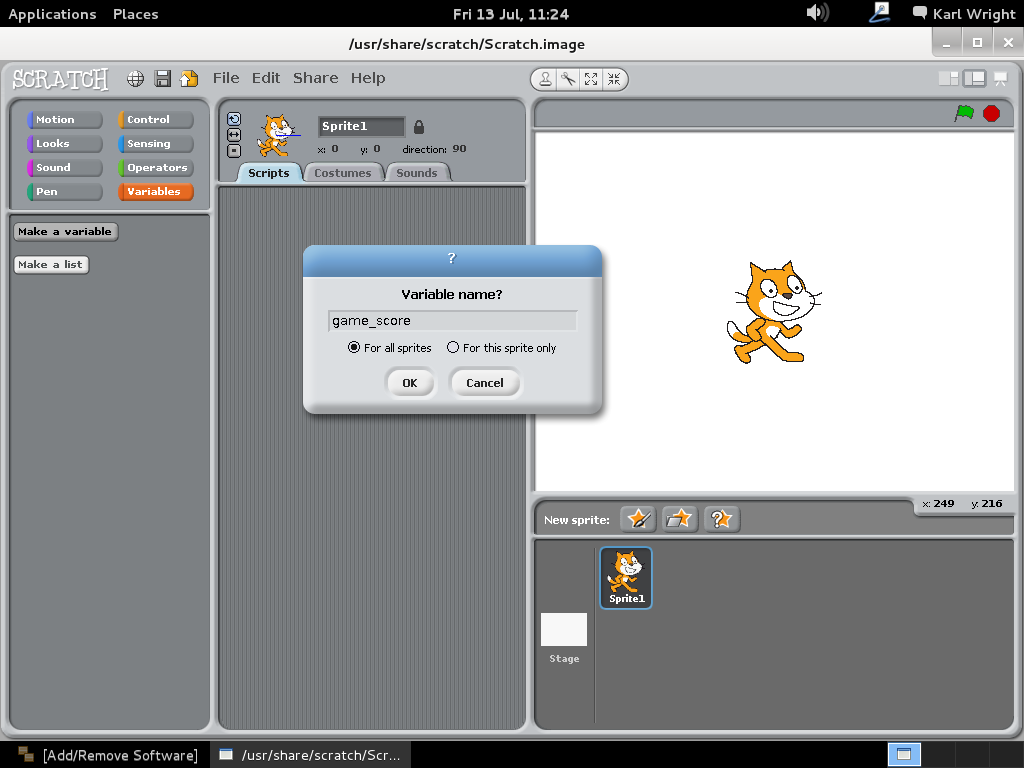 Applications Places Fri 13 Jul, 11:24 Karl Wright
/usr/share/scratch/Scratch.image
SCRATCH File Edit Share Help
Motion Control
Looks Sensing
Sound Operators
Pen Variables
Make a variable
Make a list
Sprite1
x: 0 y: 0 direction: 90
Scripts Costumes Sounds
?
Variable name?
game_score
For all sprites For this sprite only
OK Cancel
x: 249 y: 216
New sprite:
?
Sprite1
Stage
[Add/Remove Software] /usr/share/scratch/Scr...